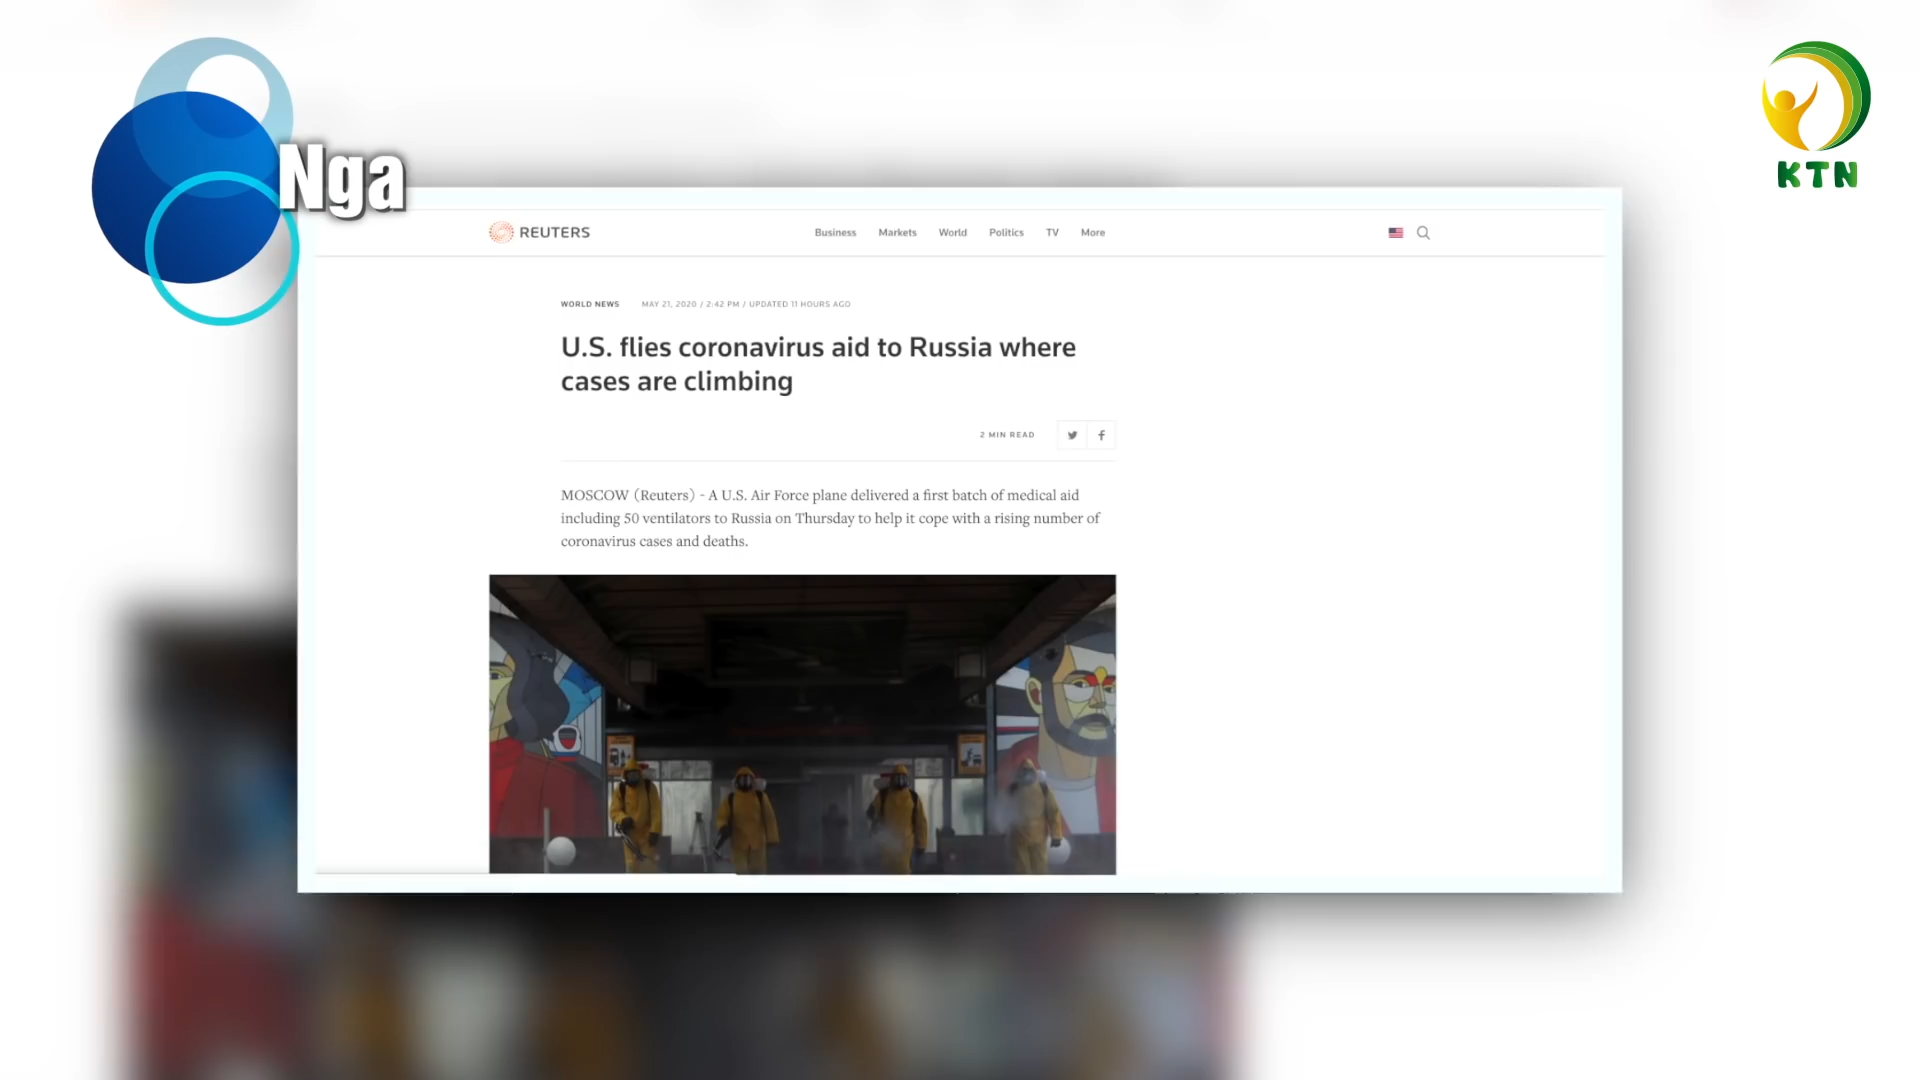 Nga
KTN
REUTERS
Business Markets World Politics TV More
WORLD NEWS MAY 21, 2020 / 2:42 PM / UPDATED 11 HOURS AGO
U.S. flies coronavirus aid to Russia where
cases are climbing
2 MIN READ
MOSCOW (Reuters) - A U.S. Air Force plane delivered a first batch of medical aid
including 50 ventilators to Russia on Thursday to help it cope with a rising number of
coronavirus cases and deaths.